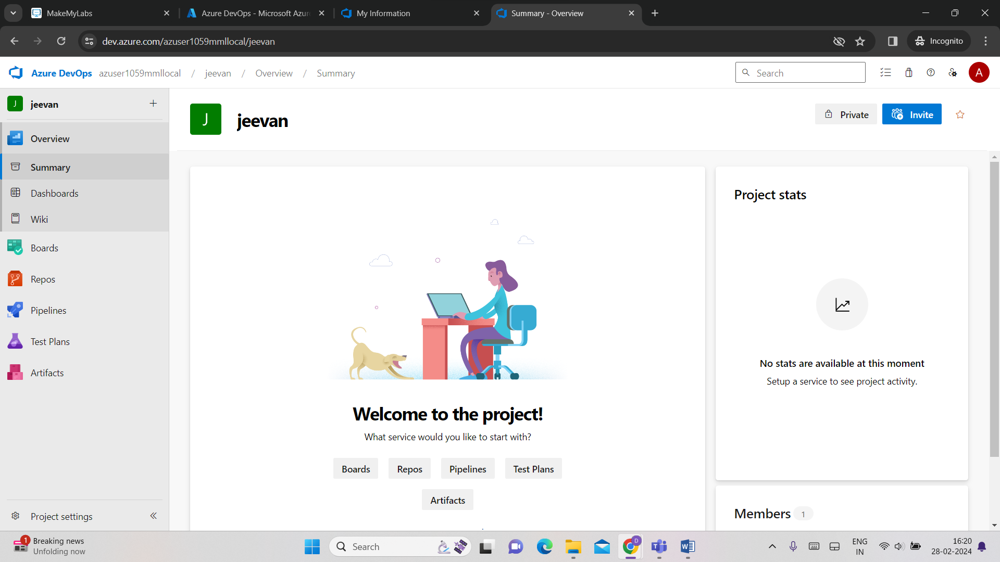 MakeMyLabs
Azure DevOps - Microsoft Azur
My Information
Summary - Overview
dev.azure.com/azuser1059mmllocal/jeevan
Incognito
Azure DevOps azuser1059mmllocal / jeevan / Overview / Summary
Search
A
J jeevan
J jeevan
Private
Invite
Overview
Summary
Dashboards
Wiki
Boards
Repos
Pipelines
Test Plans
Artifacts
Project settings
Welcome to the project!
What service would you like to start with?
Boards Repos Pipelines Test Plans
Artifacts
Project stats
No stats are available at this moment
Setup a service to see project activity.
Members 1
1
Breaking news
Unfolding now
Search
D
ENG
IN
16:20
28-02-2024